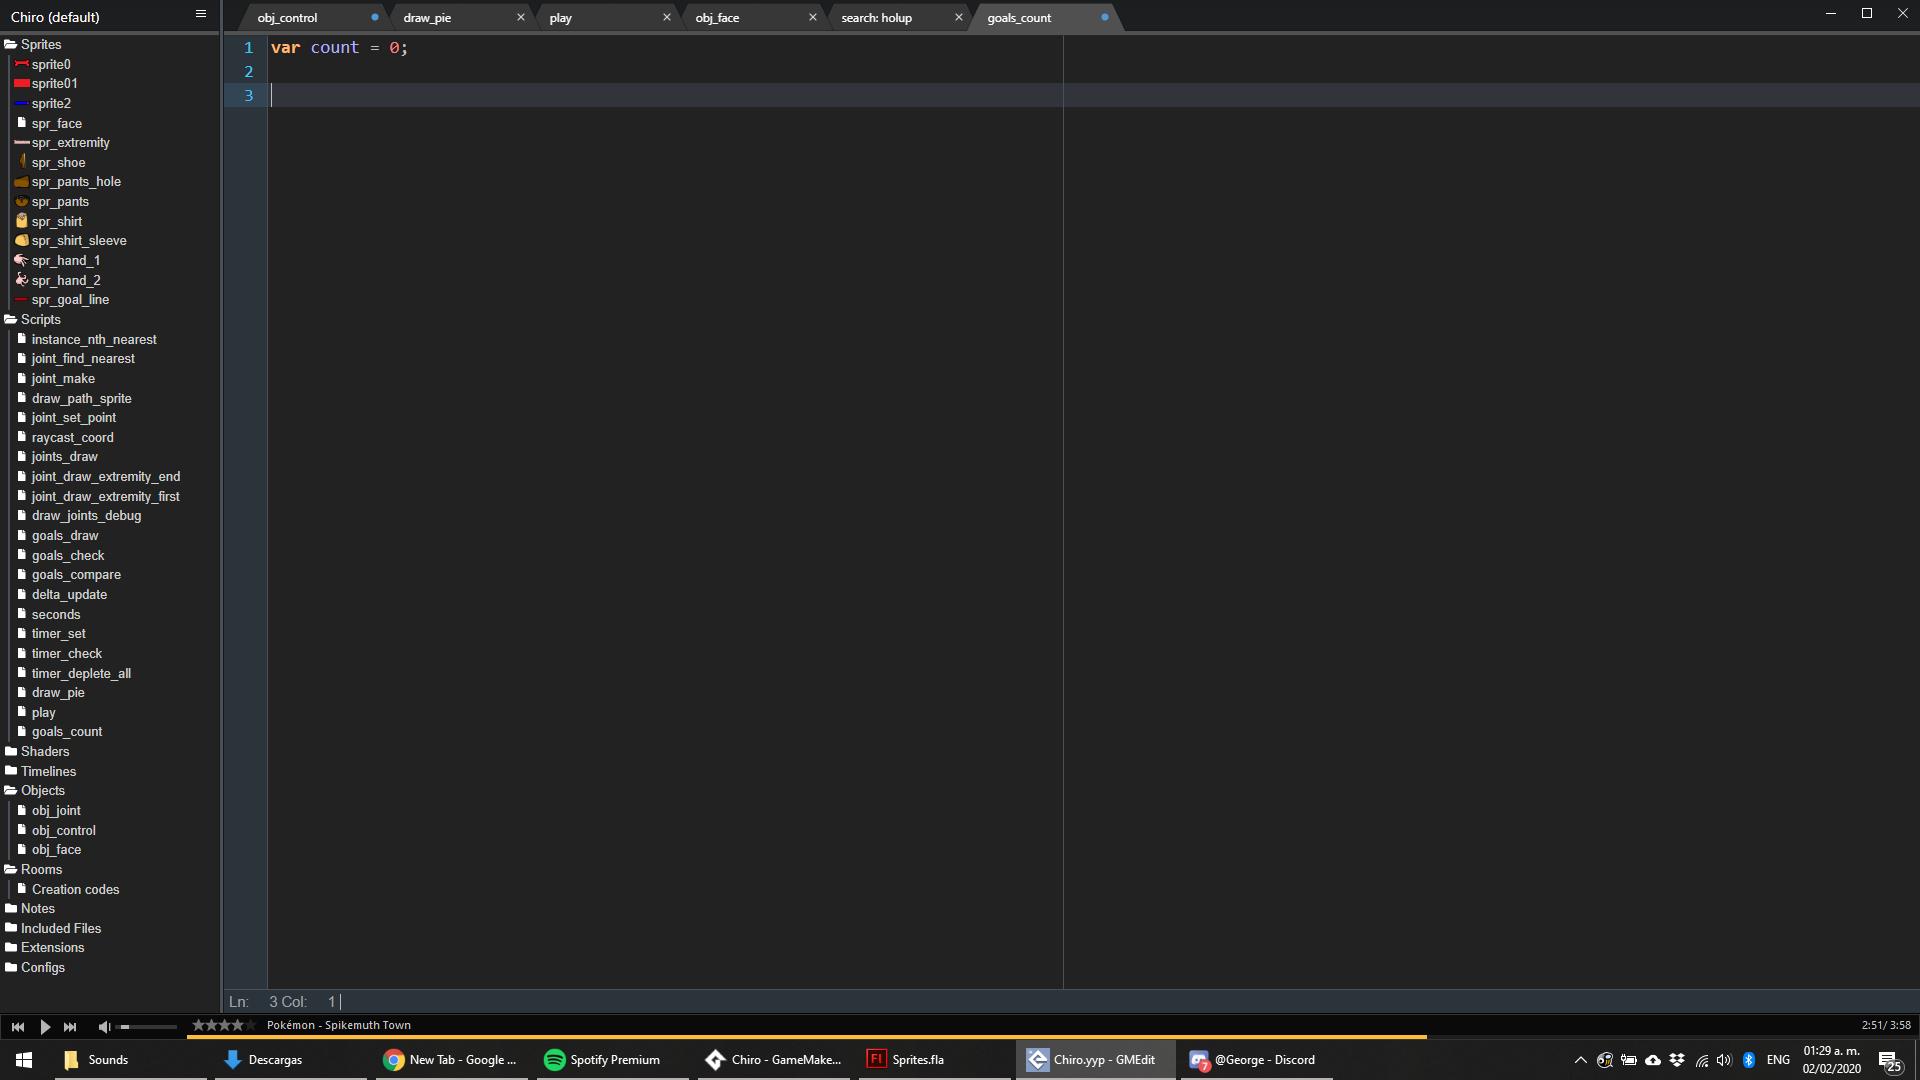 Chiro (default)
obj_control
draw_pie
play
obj_face
search: holup
goals_count
Sprites
sprite0
sprite01
sprite2
spr_face
spr_extremity
spr_shoe
spr_pants_hole
spr_pants
spr_shirt
spr_shirt_sleeve
spr_hand_1
spr_hand_2
spr_goal_line
Scripts
instance_nth_nearest
joint_find_nearest
joint_make
draw_path_sprite
joint_set_point
raycast_coord
joints_draw
joint_draw_extremity_end
joint_draw_extremity_first
draw_joints_debug
goals_draw
goals_check
goals_compare
delta_update
seconds
timer_set
timer_check
timer_deplete_all
draw_pie
play
goals_count
Shaders
Timelines
Objects
obj_joint
obj_control
obj_face
Rooms
Creation codes
Notes
Included Files
Extensions
Configs
1 var count = 0;
2
3
Ln: 3 Col: 1
Pokémon - Spikemuth Town
2:51/ 3:58
Sounds
Descargas
New Tab - Google ...
Spotify Premium
Chiro - GameMake...
Fl Sprites.fla
Chiro.yyp - GMEdit
7 @George - Discord
ENG
01:29 a. m.
02/02/2020
25